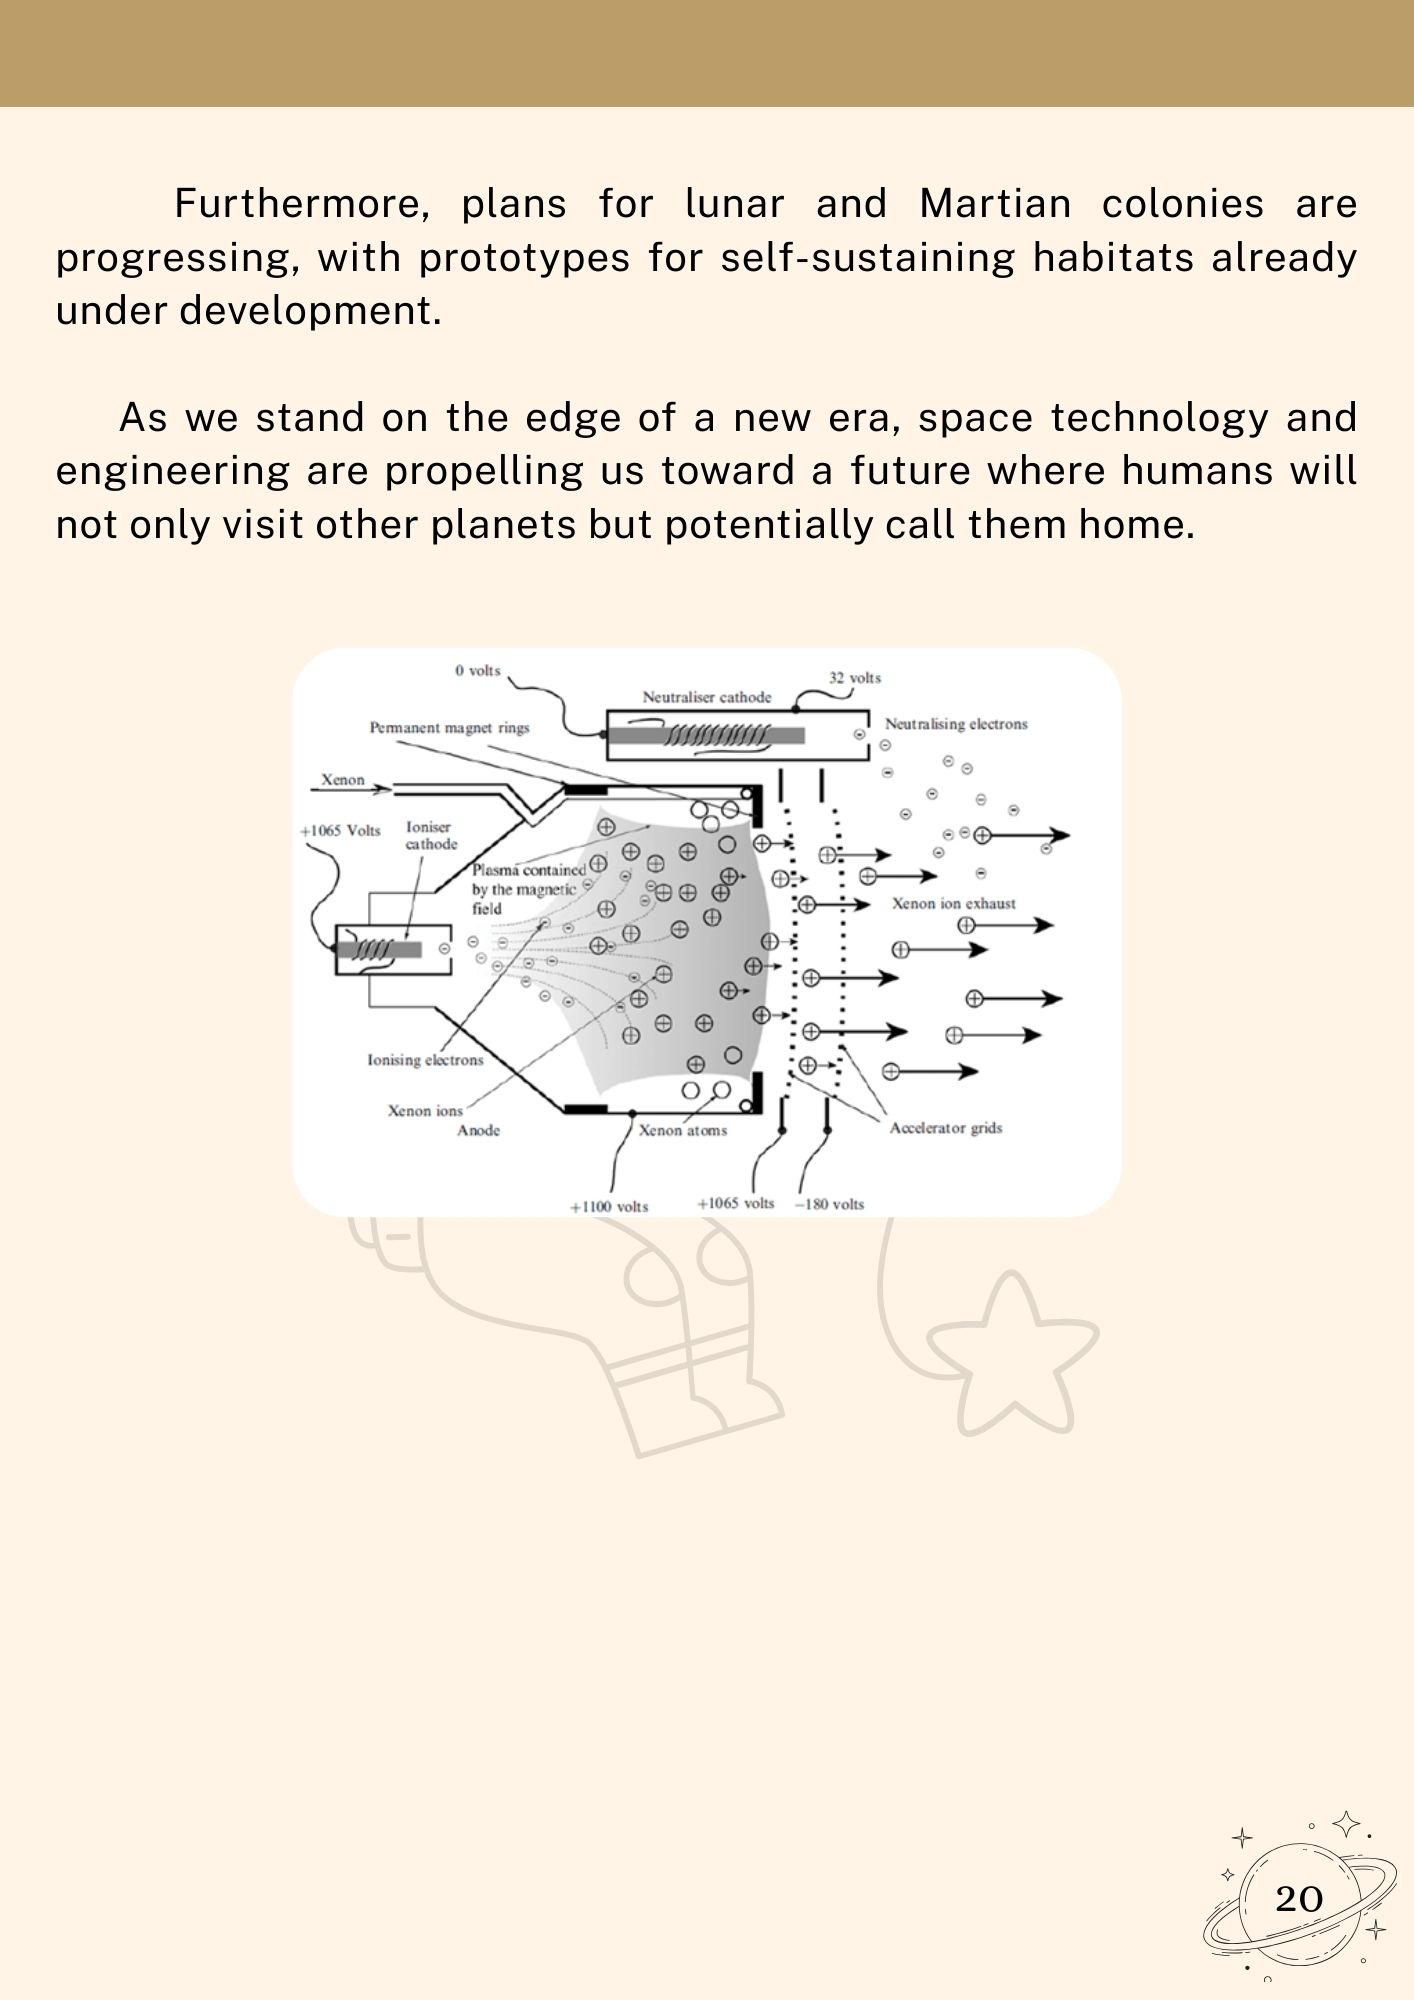 Furthermore, plans for lunar and Martian colonies are
progressing, with prototypes for self-sustaining habitats already
under development.
As we stand on the edge of a new era, space technology and
engineering are propelling us toward a future where humans will
not only visit other planets but potentially call them home.
0 volts
32 volts
Neutraliser cathode
Permanent magnet rings
Neutralising electrons
Xenon
+1065 Volts
Ioniser
cathode
Plasma contained
by the magnetic
field
Xenon ion exhaust
Ionising electrons
Xenon ions
Anode
Xenon atoms
Accelerator grids
+1100 volts
+1065 volts
−180 volts
20